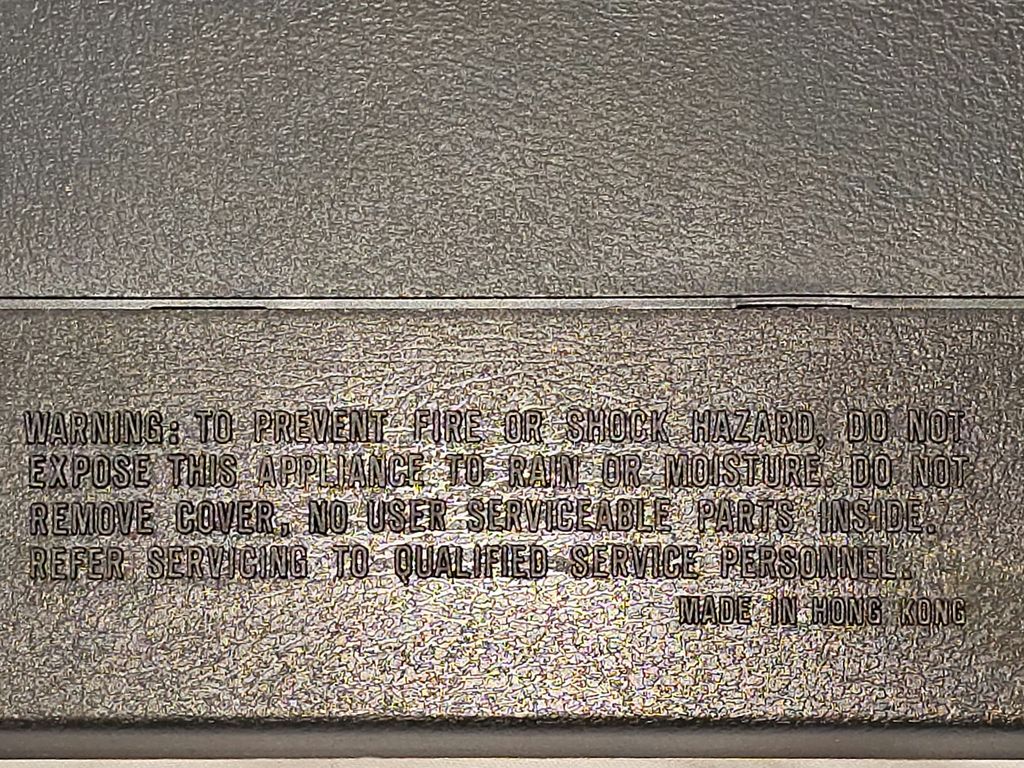 WARNING: TO PREVENT FIRE OR SHOCK HAZARD, DO NOT
EXPOSE THIS APPLIANCE TO RAIN OR MOISTURE. DO NOT
REMOVE COVER, NO USER SERVICEABLE PARTS INSIDE.
REFER SERVICING TO QUALIFIED SERVICE PERSONNEL.
MADE IN HONG KONG